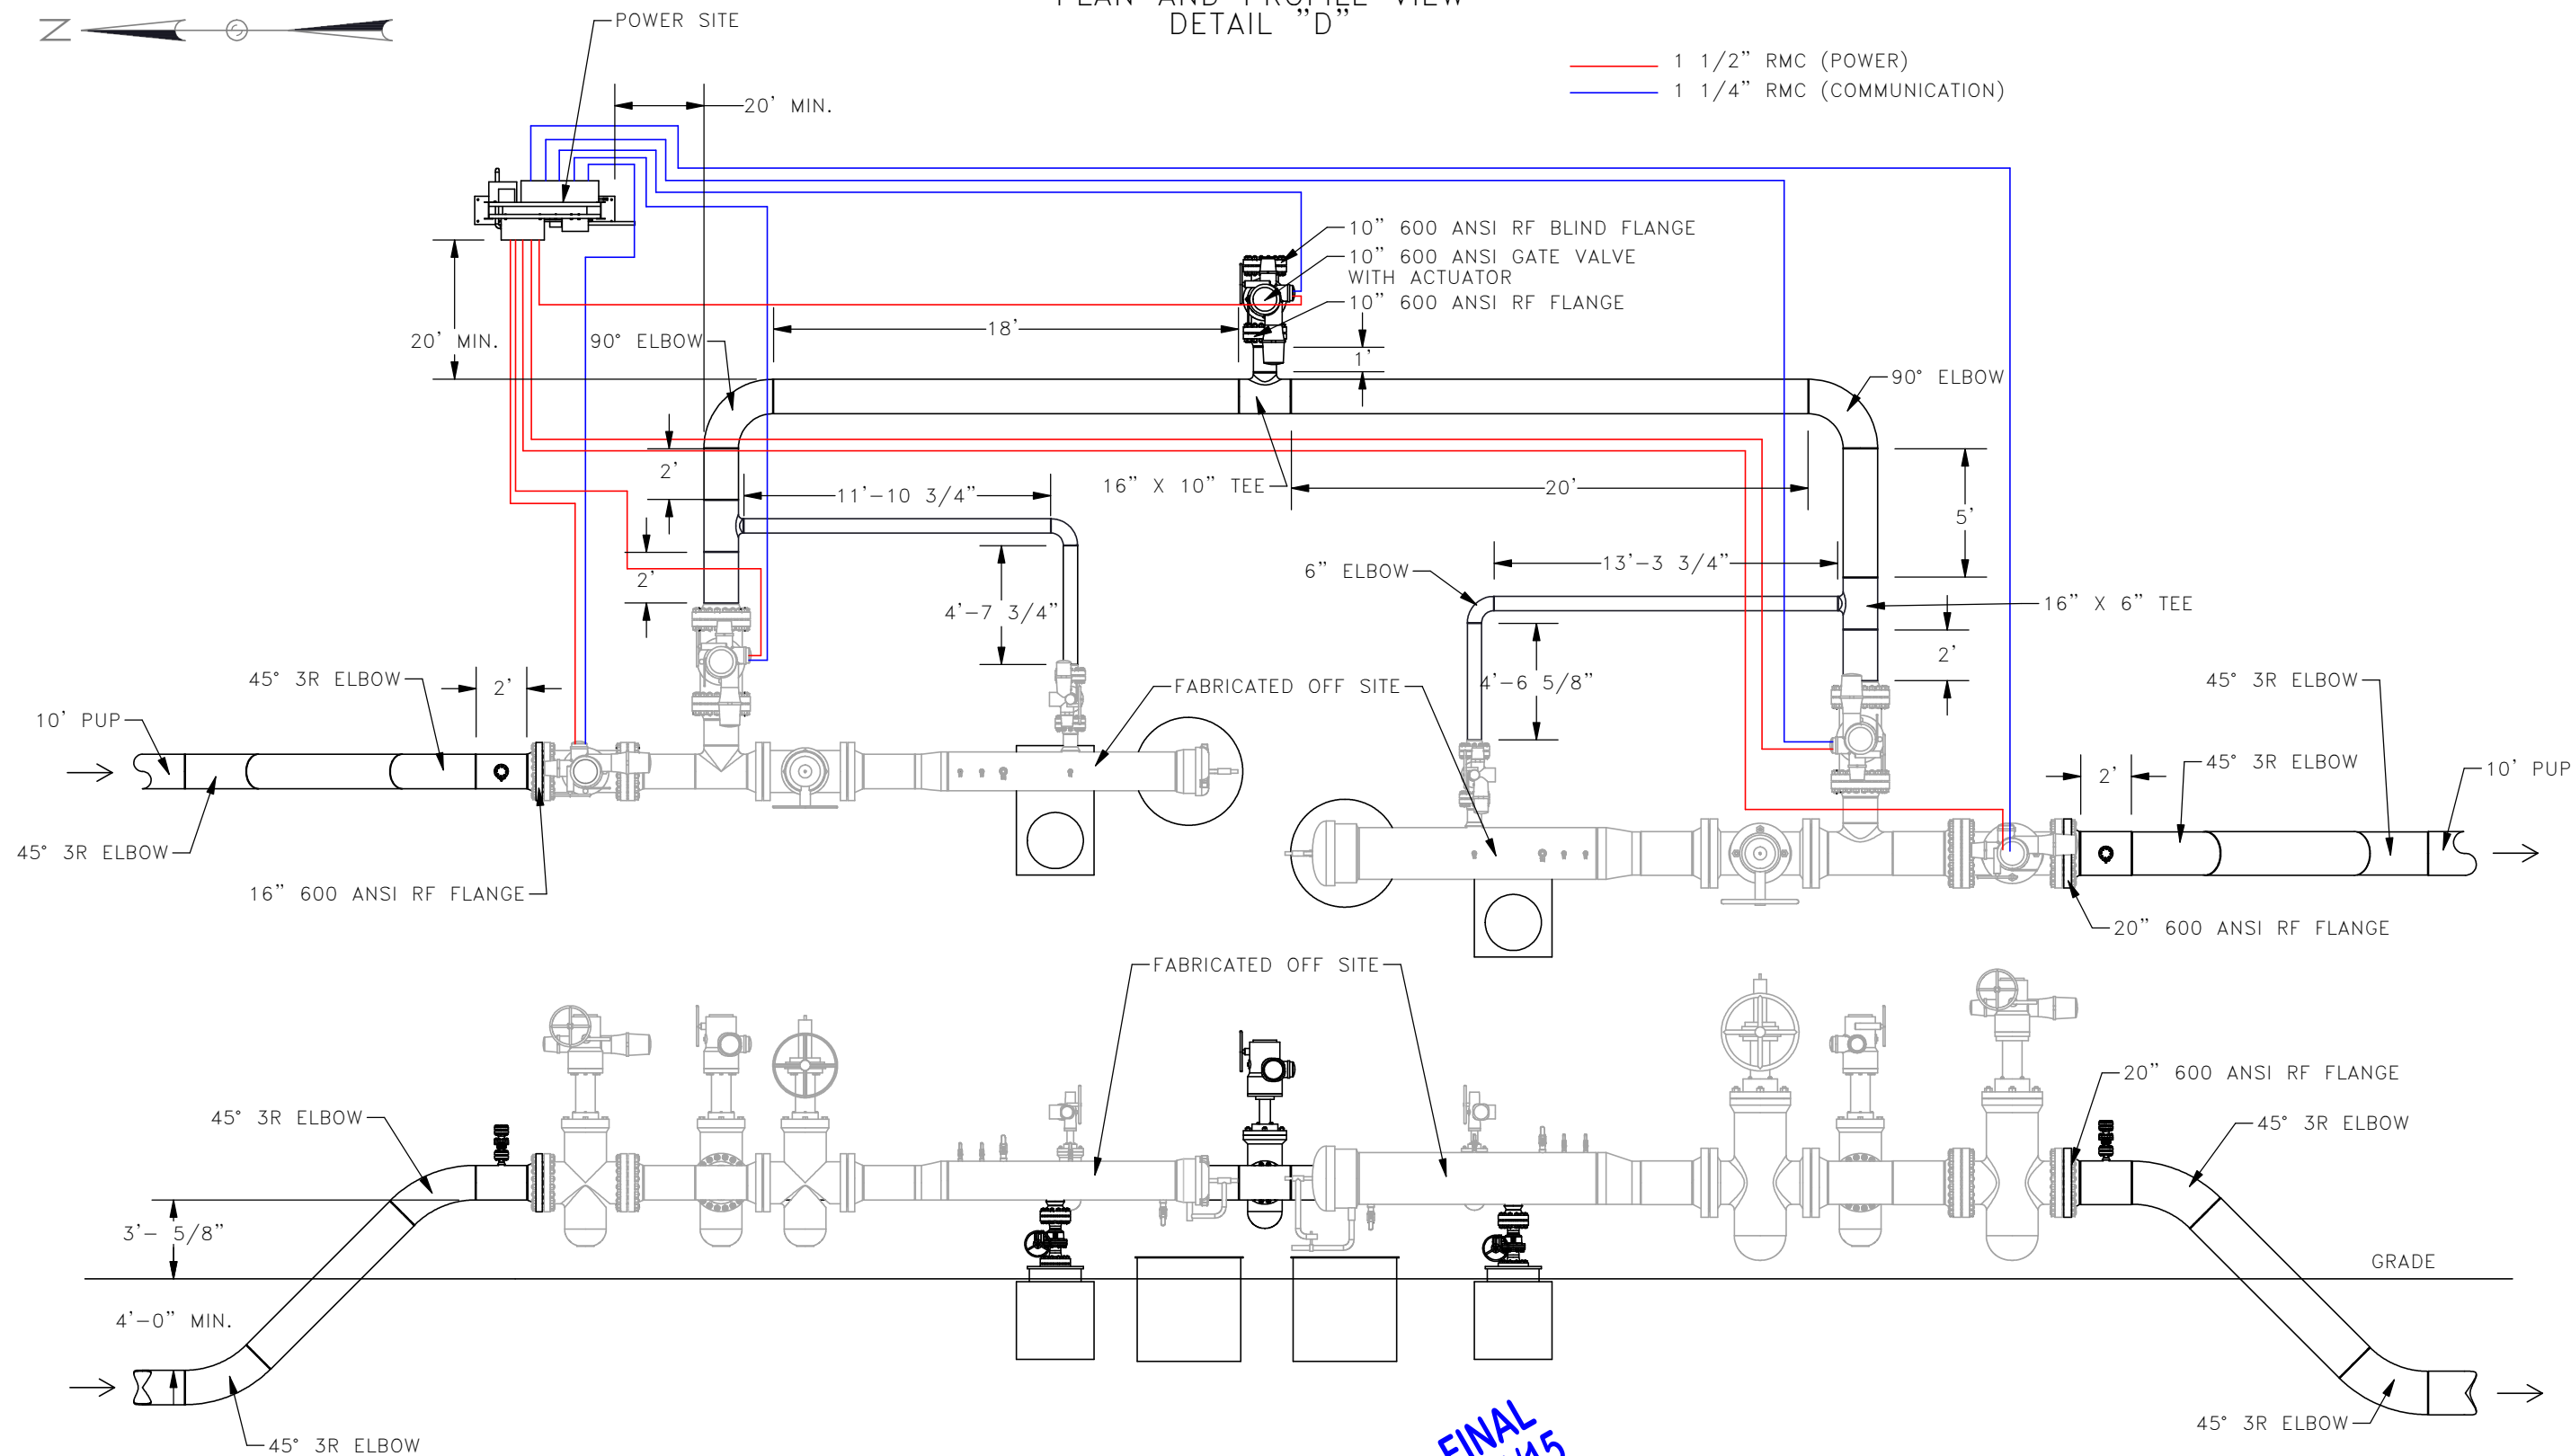 PLAN AND PROFILE VIEW
DETAIL "D"
N
POWER SITE
1 1/2" RMC (POWER)
1 1/4" RMC (COMMUNICATION)
20' MIN.
10" 600 ANSI RF BLIND FLANGE
10" 600 ANSI GATE VALVE
WITH ACTUATOR
10" 600 ANSI RF FLANGE
20' MIN.
90° ELBOW
18'
1'
90° ELBOW
2'
11'-10 3/4"
16" X 10" TEE
20'
5'
2'
4'-7 3/4"
6" ELBOW
13'-3 3/4"
16" X 6" TEE
2'
45° 3R ELBOW
2'
FABRICATED OFF SITE
4'-6 5/8"
45° 3R ELBOW
10' PUP
45° 3R ELBOW
2'
45° 3R ELBOW
10' PUP
16" 600 ANSI RF FLANGE
20" 600 ANSI RF FLANGE
FABRICATED OFF SITE
20" 600 ANSI RF FLANGE
45° 3R ELBOW
45° 3R ELBOW
3'- 5/8"
GRADE
4'-0" MIN.
45° 3R ELBOW
45° 3R ELBOW
FINAL